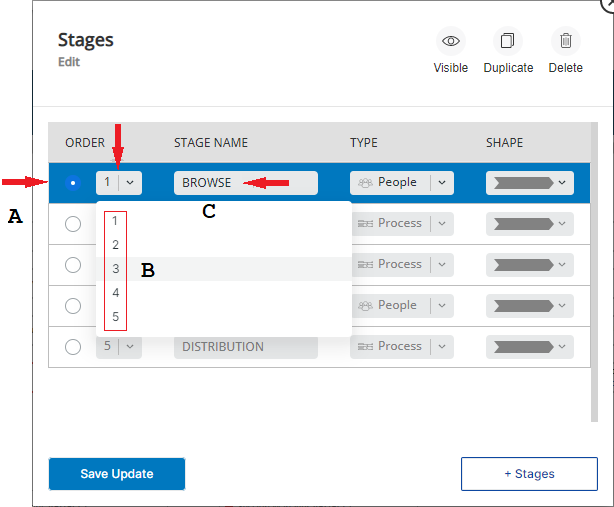 Stages
Edit
Visible Duplicate Delete
ORDER STAGE NAME TYPE SHAPE
1 BROWSE People
A
C
1 Process
2
3 B Process
4 People
5
5 DISTRIBUTION Process
Save Update + Stages